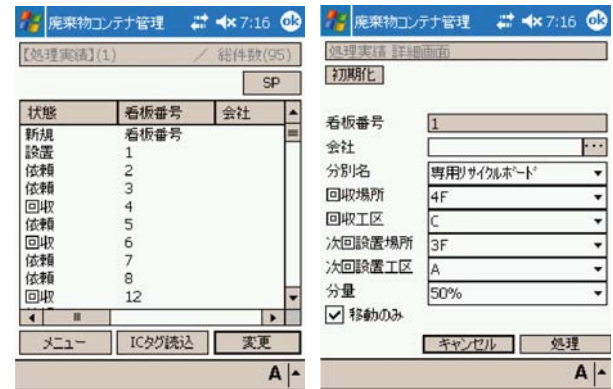 廃棄物コンテナ管理 7:16 ok
【処理実績】(1) ／ 総件数(95)
SP
状態 看板番号 会社
新規 看板番号
設置 1
依頼 2
依頼 3
回収 4
依頼 5
回収 6
依頼 7
依頼 8
回収 12
メニュー ICタグ読込 変更
A
廃棄物コンテナ管理 7:16 ok
処理実績 詳細画面
初期化
看板番号 1
会社 ...
分別名 専用リサイクルボード
回収場所 4F
回収工区 C
次回設置場所 3F
次回設置工区 A
分量 50%
移動のみ
キャンセル 処理
A